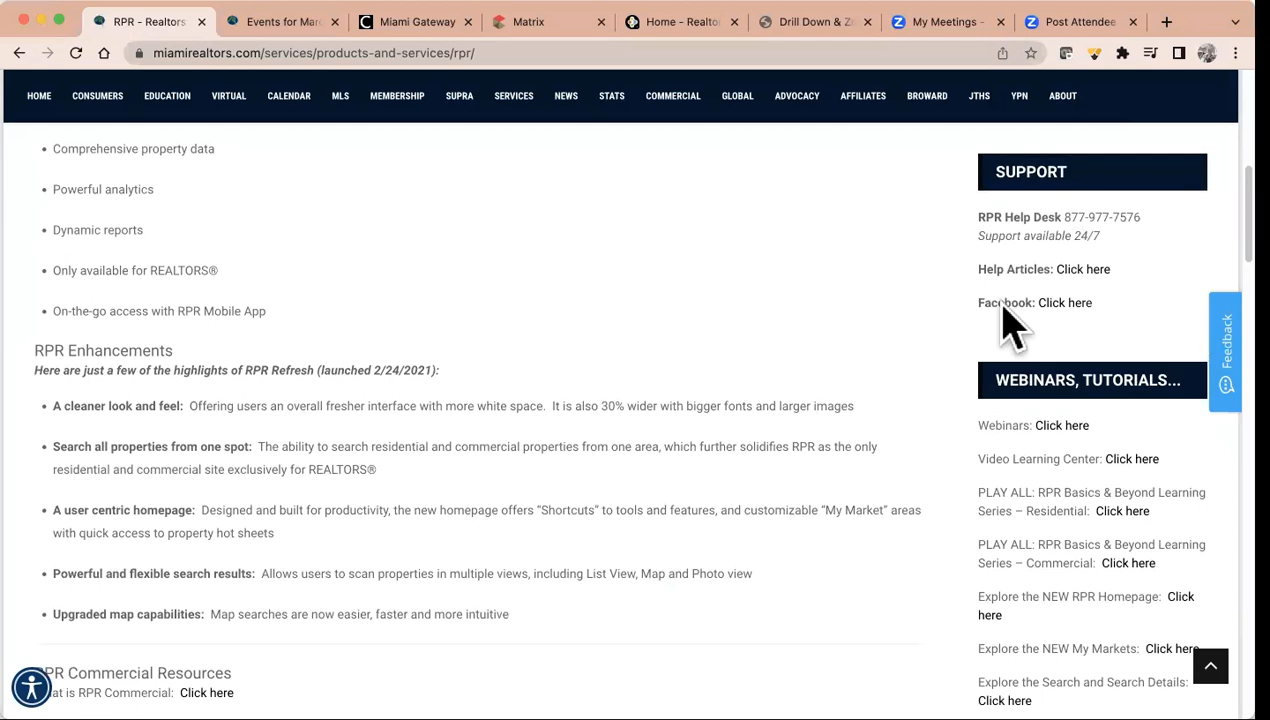 RPR - Realtors
Events for Marc
Miami Gateway
Matrix
Home - Realto
Drill Down & Zo
My Meetings -
Post Attendee
miamirealtors.com/services/products-and-services/rpr/
HOME CONSUMERS EDUCATION VIRTUAL CALENDAR MLS MEMBERSHIP SUPRA SERVICES NEWS STATS COMMERCIAL GLOBAL ADVOCACY AFFILIATES BROWARD JTHS YPN ABOUT
• Comprehensive property data
• Powerful analytics
• Dynamic reports
• Only available for REALTORS®
• On-the-go access with RPR Mobile App
RPR Enhancements
Here are just a few of the highlights of RPR Refresh (launched 2/24/2021):
• A cleaner look and feel: Offering users an overall fresher interface with more white space. It is also 30% wider with bigger fonts and larger images
• Search all properties from one spot: The ability to search residential and commercial properties from one area, which further solidifies RPR as the only
residential and commercial site exclusively for REALTORS®
• A user centric homepage: Designed and built for productivity, the new homepage offers “Shortcuts” to tools and features, and customizable “My Market” areas
with quick access to property hot sheets
• Powerful and flexible search results: Allows users to scan properties in multiple views, including List View, Map and Photo view
• Upgraded map capabilities: Map searches are now easier, faster and more intuitive
RPR Commercial Resources
at is RPR Commercial: Click here
SUPPORT
RPR Help Desk 877-977-7576
Support available 24/7
Help Articles: Click here
Facebook: Click here
WEBINARS, TUTORIALS...
Webinars: Click here
Video Learning Center: Click here
PLAY ALL: RPR Basics & Beyond Learning
Series – Residential: Click here
PLAY ALL: RPR Basics & Beyond Learning
Series – Commercial: Click here
Explore the NEW RPR Homepage: Click
here
Explore the NEW My Markets: Click here
Explore the Search and Search Details:
Click here
Feedback